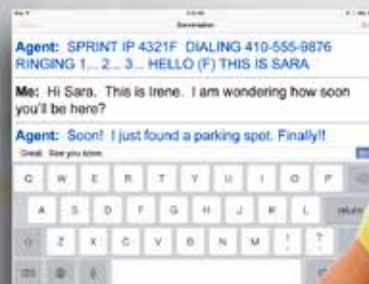 Conversation
Agent: SPRINT IP 4321F DIALING 410-555-9876
RINGING 1... 2... 3... HELLO (F) THIS IS SARA
Me: Hi Sara. This is Irene. I am wondering how soon
you'll be here?
Agent: Soon! I just found a parking spot. Finally!!
Great. See you soon.
Q W E R T Y U I O P
A S D F G H J K L return
Z X C V B N M ! ?